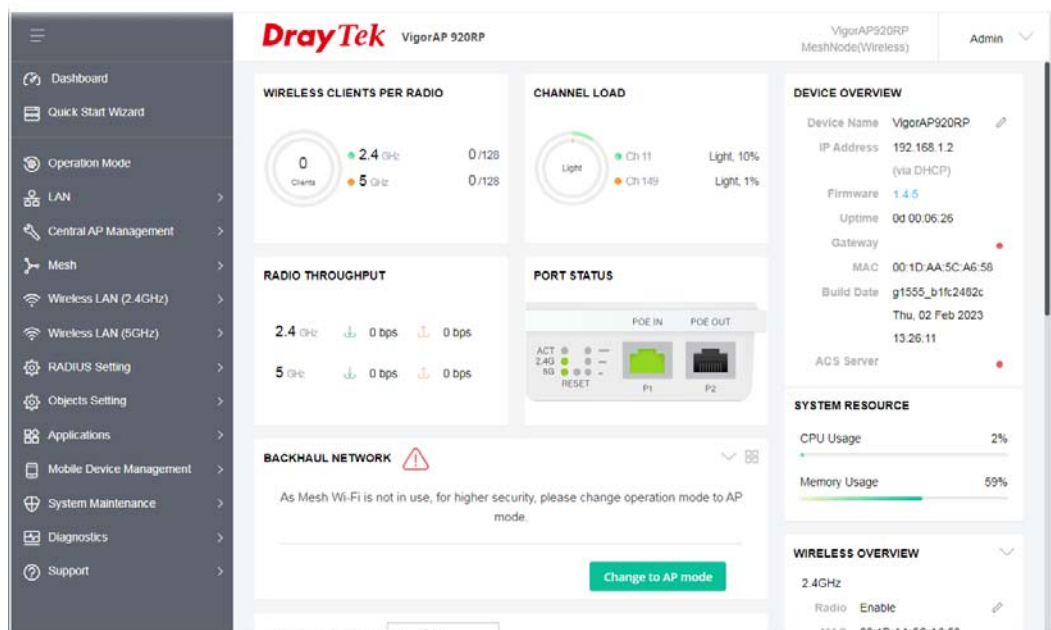 DrayTek VigorAP 920RP
VigorAP920RP
MeshNode(Wireless)
Admin
Dashboard
Quick Start Wizard
Operation Mode
LAN
Central AP Management
Mesh
Wireless LAN (2.4GHz)
Wireless LAN (5GHz)
RADIUS Setting
Objects Setting
Applications
Mobile Device Management
System Maintenance
Diagnostics
Support
WIRELESS CLIENTS PER RADIO
0
Clients
2.4 GHz 0 /128
5 GHz 0 /128
CHANNEL LOAD
Light
Ch 11 Light, 10%
Ch 149 Light, 1%
RADIO THROUGHPUT
2.4 GHz 0 bps 0 bps
5 GHz 0 bps 0 bps
PORT STATUS
POE IN POE OUT
ACT
2.4G
5G
RESET
P1 P2
BACKHAUL NETWORK
As Mesh Wi-Fi is not in use, for higher security, please change operation mode to AP
mode.
Change to AP mode
DEVICE OVERVIEW
Device Name VigorAP920RP
IP Address 192.168.1.2
(via DHCP)
Firmware 1.4.5
Uptime 0d 00:06:26
Gateway
MAC 00:1D:AA:5C:A6:58
Build Date g1555_b1fc2482c
Thu, 02 Feb 2023
13:26:11
ACS Server
SYSTEM RESOURCE
CPU Usage 2%
Memory Usage 59%
WIRELESS OVERVIEW
2.4GHz
Radio Enable